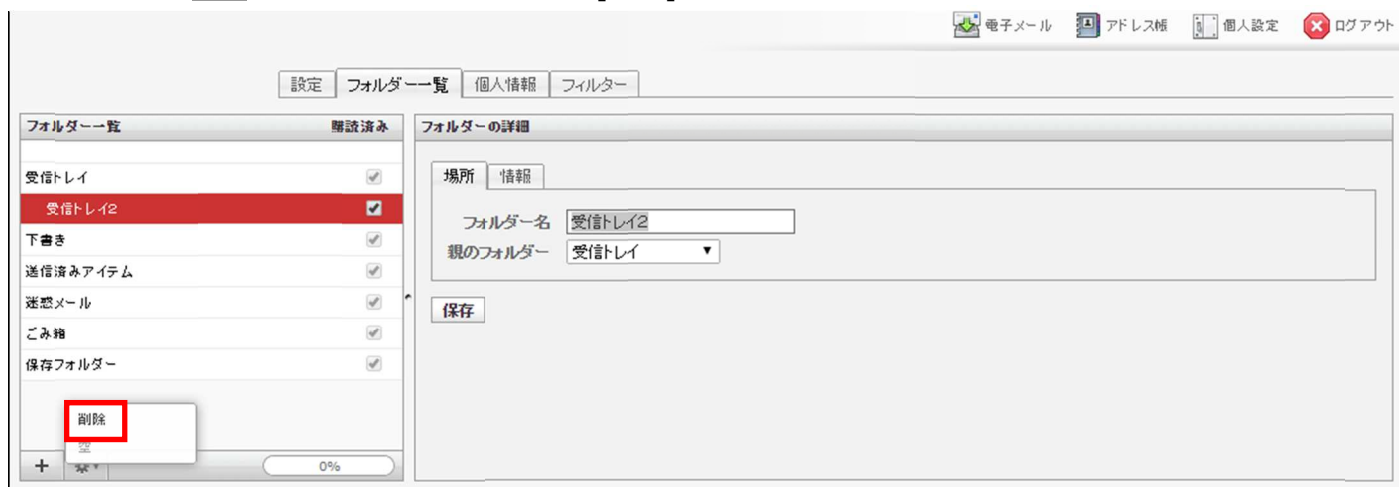 電子メール アドレス帳 個人設定 ログアウト
設定 フォルダー一覧 個人情報 フィルター
フォルダー一覧 購読済み
フォルダーの詳細
受信トレイ
受信トレイ2
下書き
送信済みアイテム
迷惑メール
ごみ箱
保存フォルダー
削除
空
0%
場所 情報
フォルダー名 受信トレイ2
親のフォルダー 受信トレイ
保存